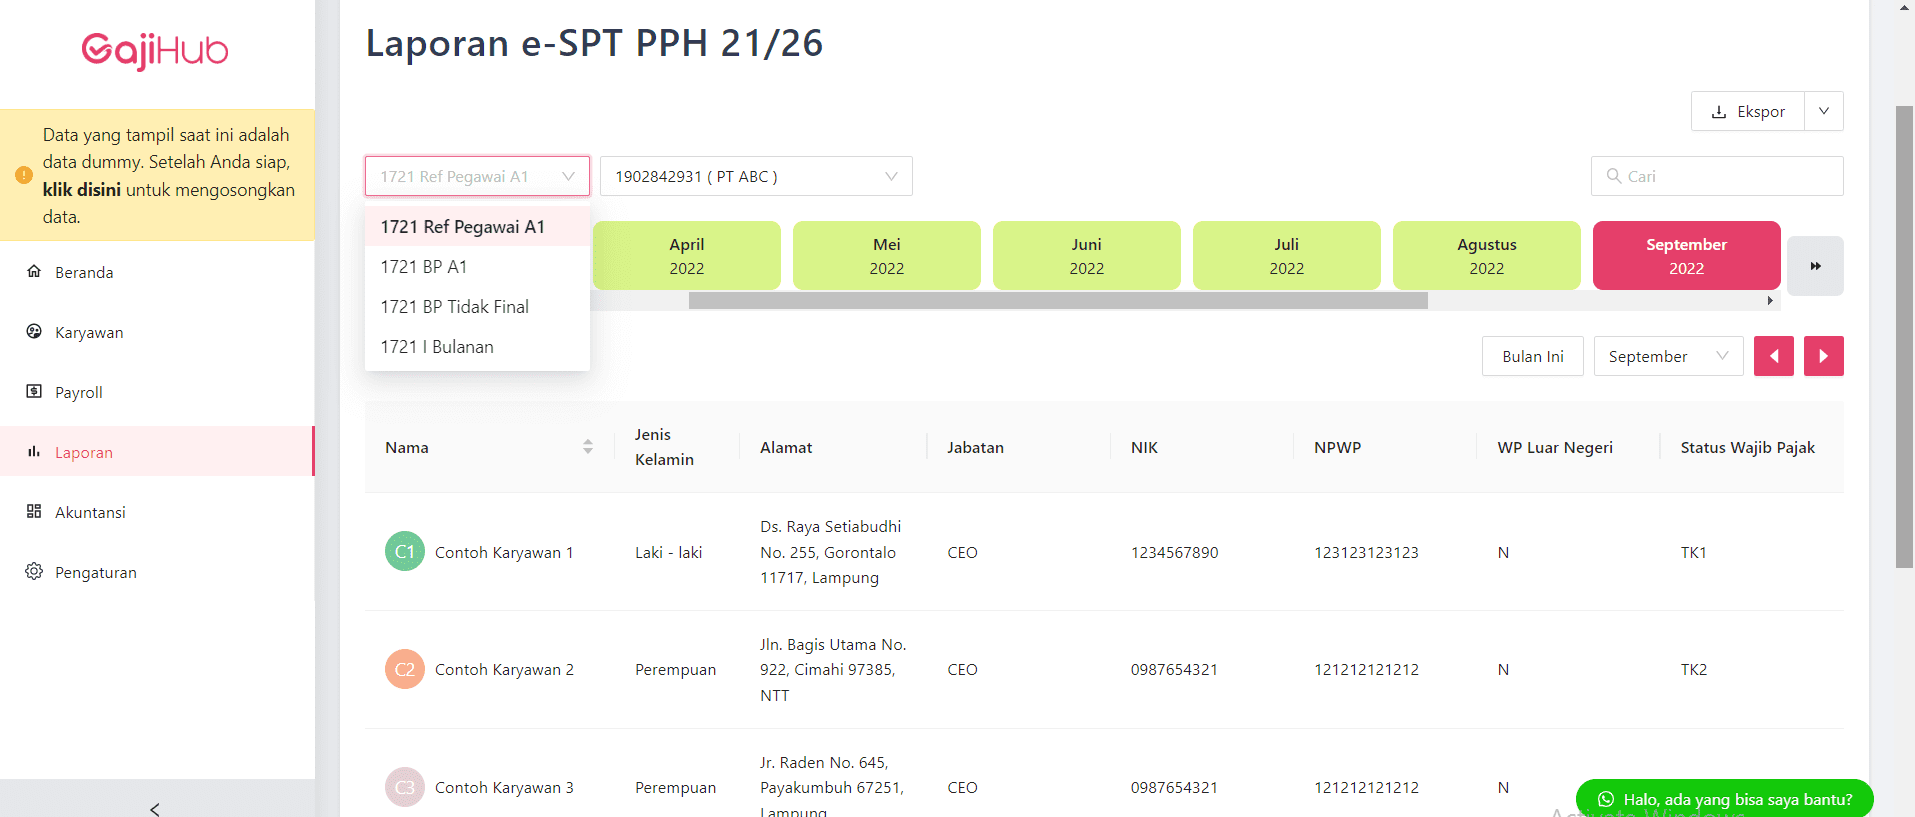 GajiHub
Data yang tampil saat ini adalah
data dummy. Setelah Anda siap,
klik disini untuk mengosongkan
data.
Beranda
Karyawan
Payroll
Laporan
Akuntansi
Pengaturan
Laporan e-SPT PPH 21/26
Ekspor
1721 Ref Pegawai A1
1902842931 ( PT ABC )
Cari
1721 Ref Pegawai A1
1721 BP A1
1721 BP Tidak Final
1721 I Bulanan
April
2022
Mei
2022
Juni
2022
Juli
2022
Agustus
2022
September
2022
Bulan Ini
September
Nama
Jenis
Kelamin
Alamat
Jabatan
NIK
NPWP
WP Luar Negeri
Status Wajib Pajak
C1
Contoh Karyawan 1
Laki - laki
Ds. Raya Setiabudhi
No. 255, Gorontalo
11717, Lampung
CEO
1234567890
123123123123
N
TK1
C2
Contoh Karyawan 2
Perempuan
Jln. Bagis Utama No.
922, Cimahi 97385,
NTT
CEO
0987654321
121212121212
N
TK2
C3
Contoh Karyawan 3
Perempuan
Jr. Raden No. 645,
Payakumbuh 67251,
Lampung
CEO
0987654321
121212121212
N
Halo, ada yang bisa saya bantu?